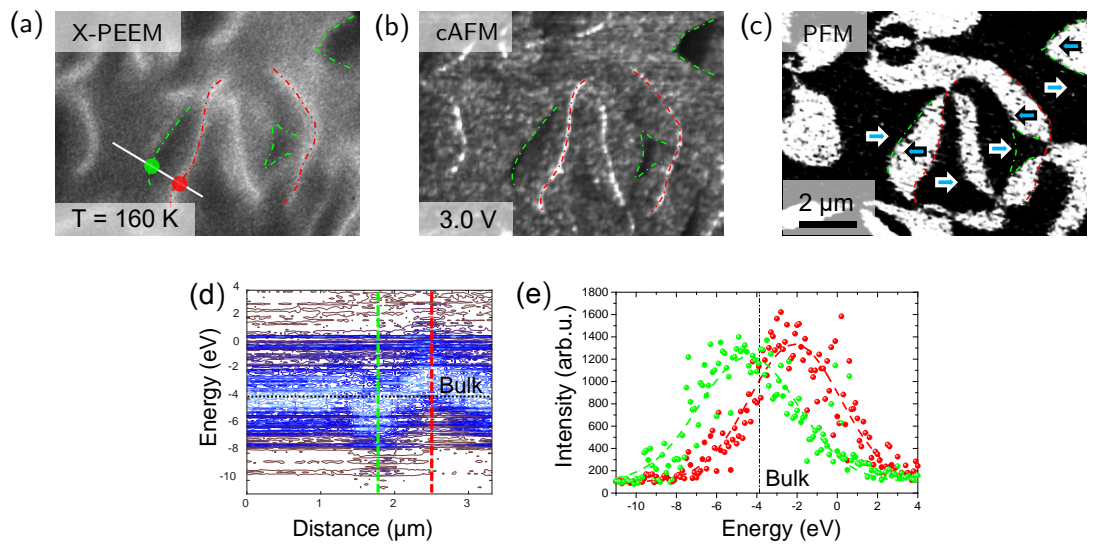 (a)
X-PEEM
T = 160 K
(b)
cAFM
3.0 V
(c)
PFM
2 µm
(d)
4
2
0
-2
-4
-6
-8
-10
Energy (eV)
Bulk
0
1
2
3
Distance (µm)
(e)
1800
1600
1400
1200
1000
800
600
400
200
0
Intensity (arb.u.)
Bulk
-10
-8
-6
-4
-2
0
2
4
Energy (eV)